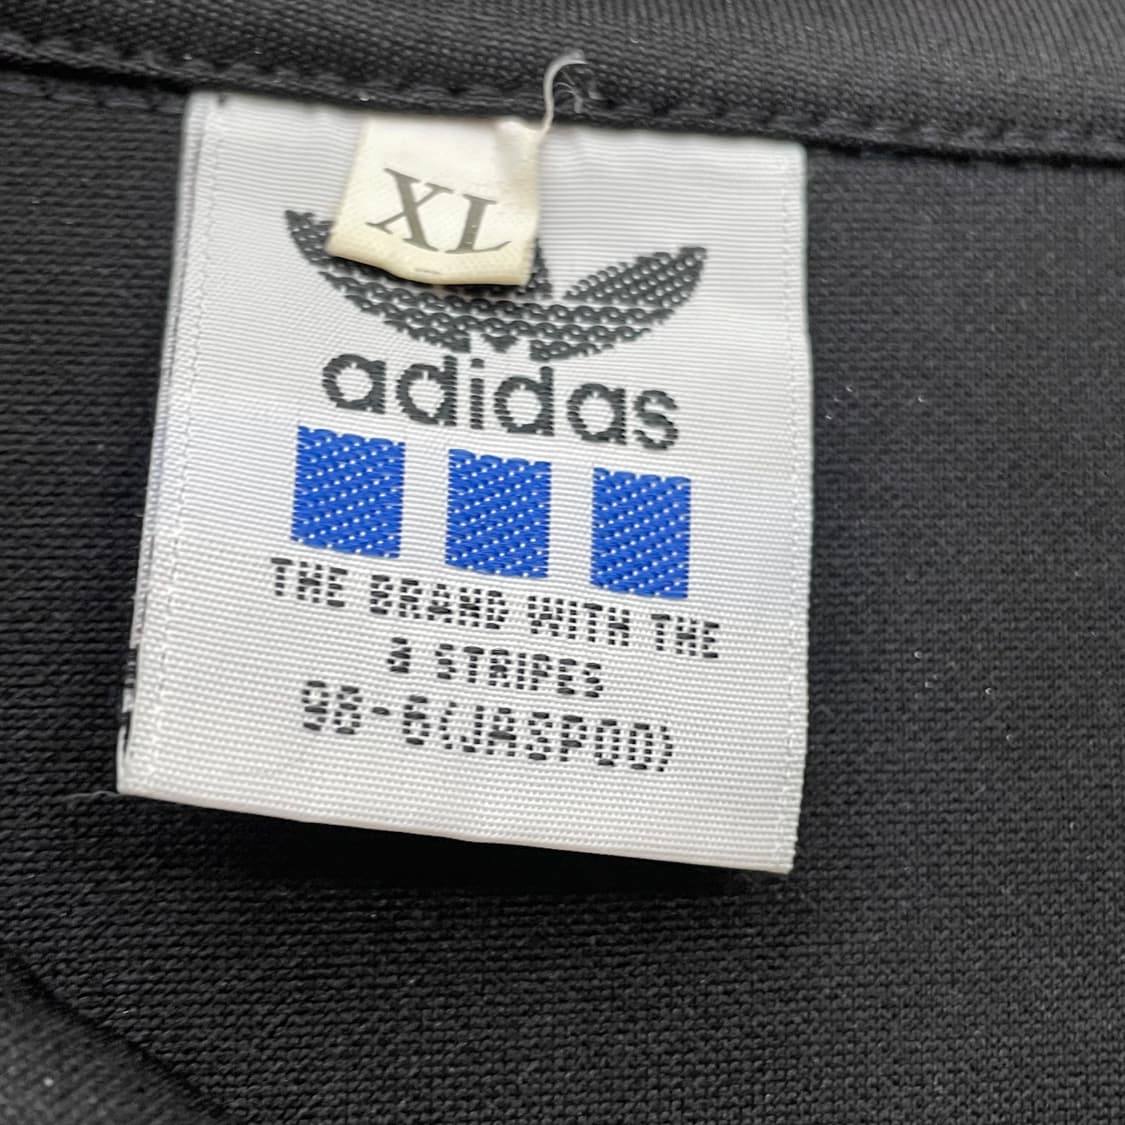 XL
adidas
THE BRAND WITH THE
3 STRIPES
98-6(JASPOO)